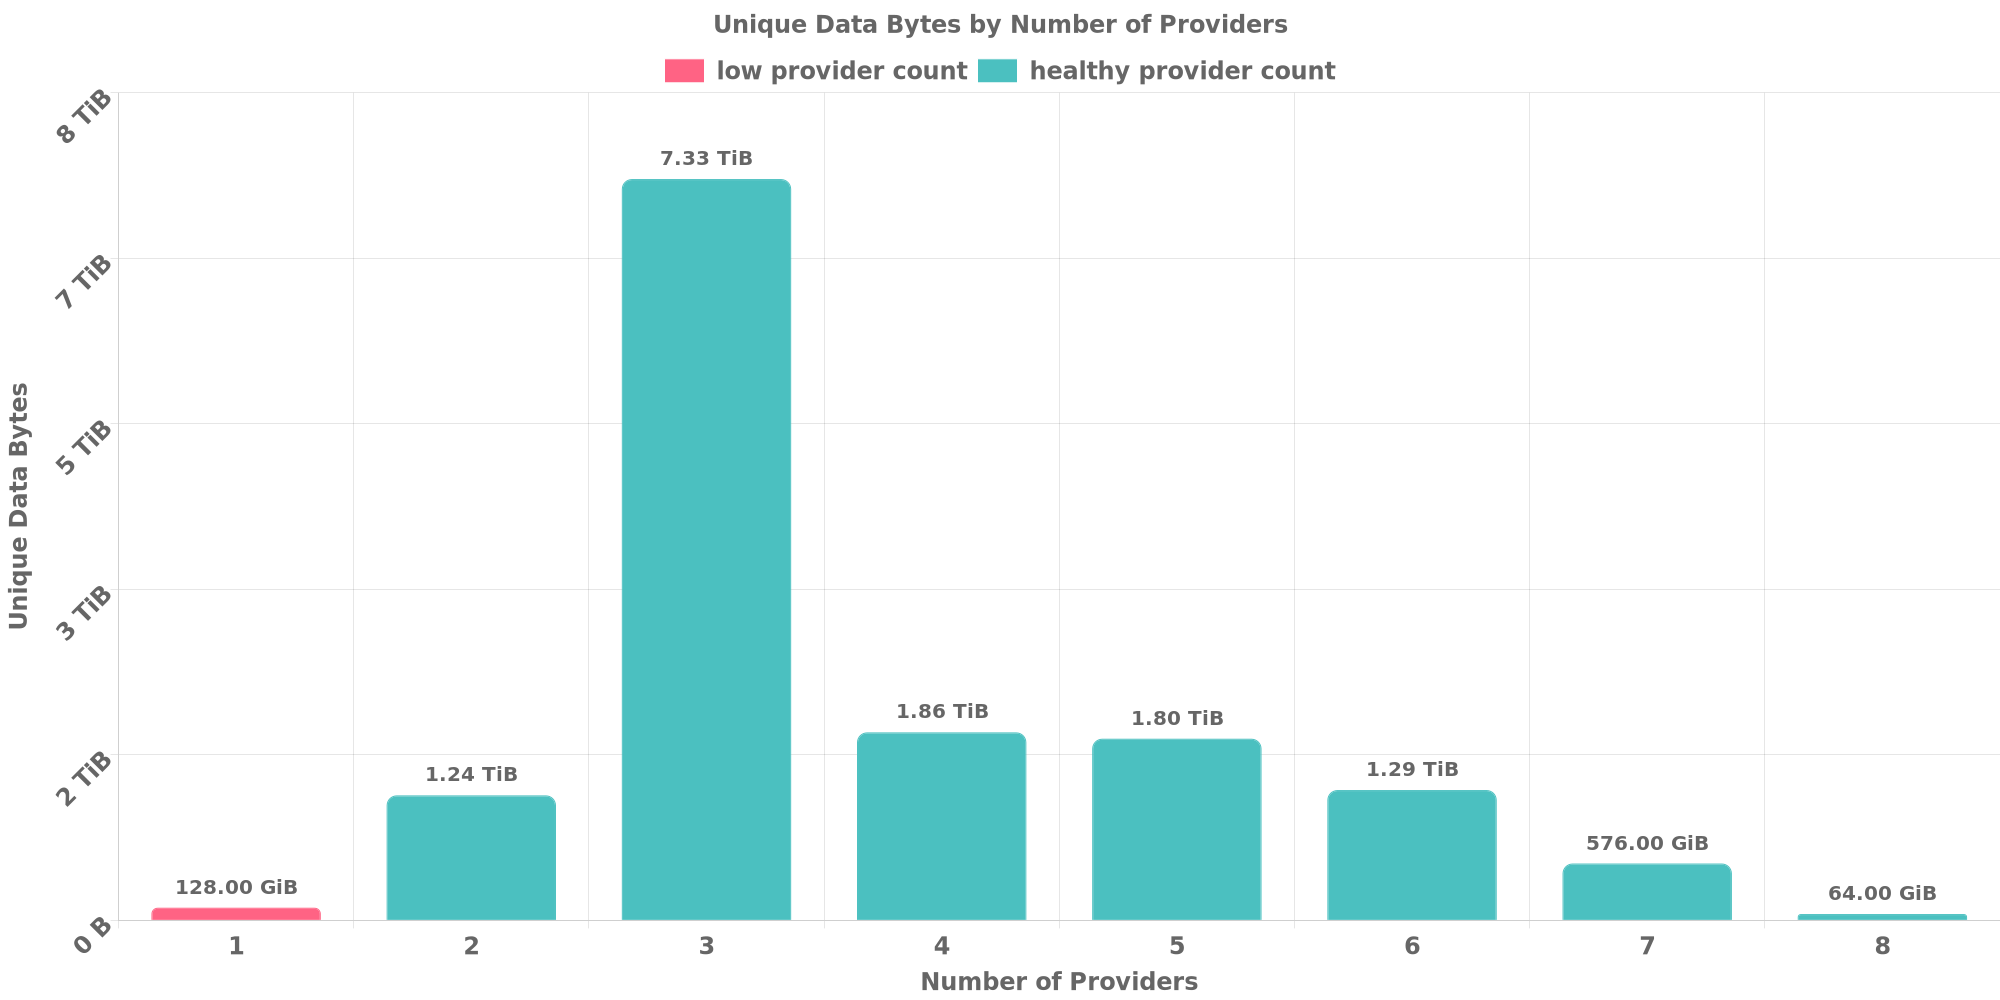 Unique Data Bytes by Number of Providers
low provider count healthy provider count
8 TiB
7 TiB
5 TiB
3 TiB
2 TiB
0 B
Unique Data Bytes
128.00 GiB
1.24 TiB
7.33 TiB
1.86 TiB
1.80 TiB
1.29 TiB
576.00 GiB
64.00 GiB
1 2 3 4 5 6 7 8
Number of Providers